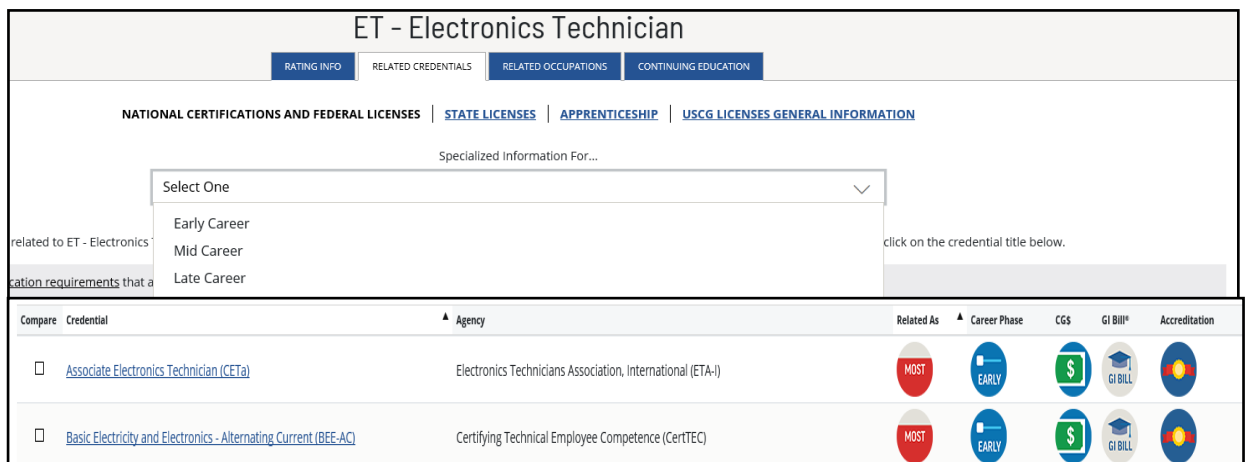 ET - Electronics Technician
RATING INFO RELATED CREDENTIALS RELATED OCCUPATIONS CONTINUING EDUCATION
NATIONAL CERTIFICATIONS AND FEDERAL LICENSES | STATE LICENSES | APPRENTICESHIP | USCG LICENSES GENERAL INFORMATION
Specialized Information For...
Select One
Early Career
related to ET - Electronics click on the credential title below.
Mid Career
cation requirements that a
Late Career
Compare Credential Agency Related As Career Phase CG$ GI Bill® Accreditation
Associate Electronics Technician (CETa) Electronics Technicians Association, International (ETA-I) MOST EARLY $ GI BILL
Basic Electricity and Electronics - Alternating Current (BEE-AC) Certifying Technical Employee Competence (CertTEC) MOST EARLY $ GI BILL